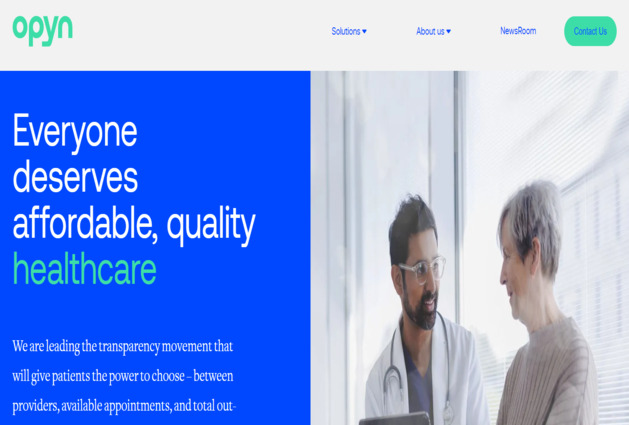 opyn
Solutions ▾
About us ▾
NewsRoom
Contact Us
Everyone
deserves
affordable, quality
healthcare
We are leading the transparency movement that
will give patients the power to choose – between
providers, available appointments, and total out-